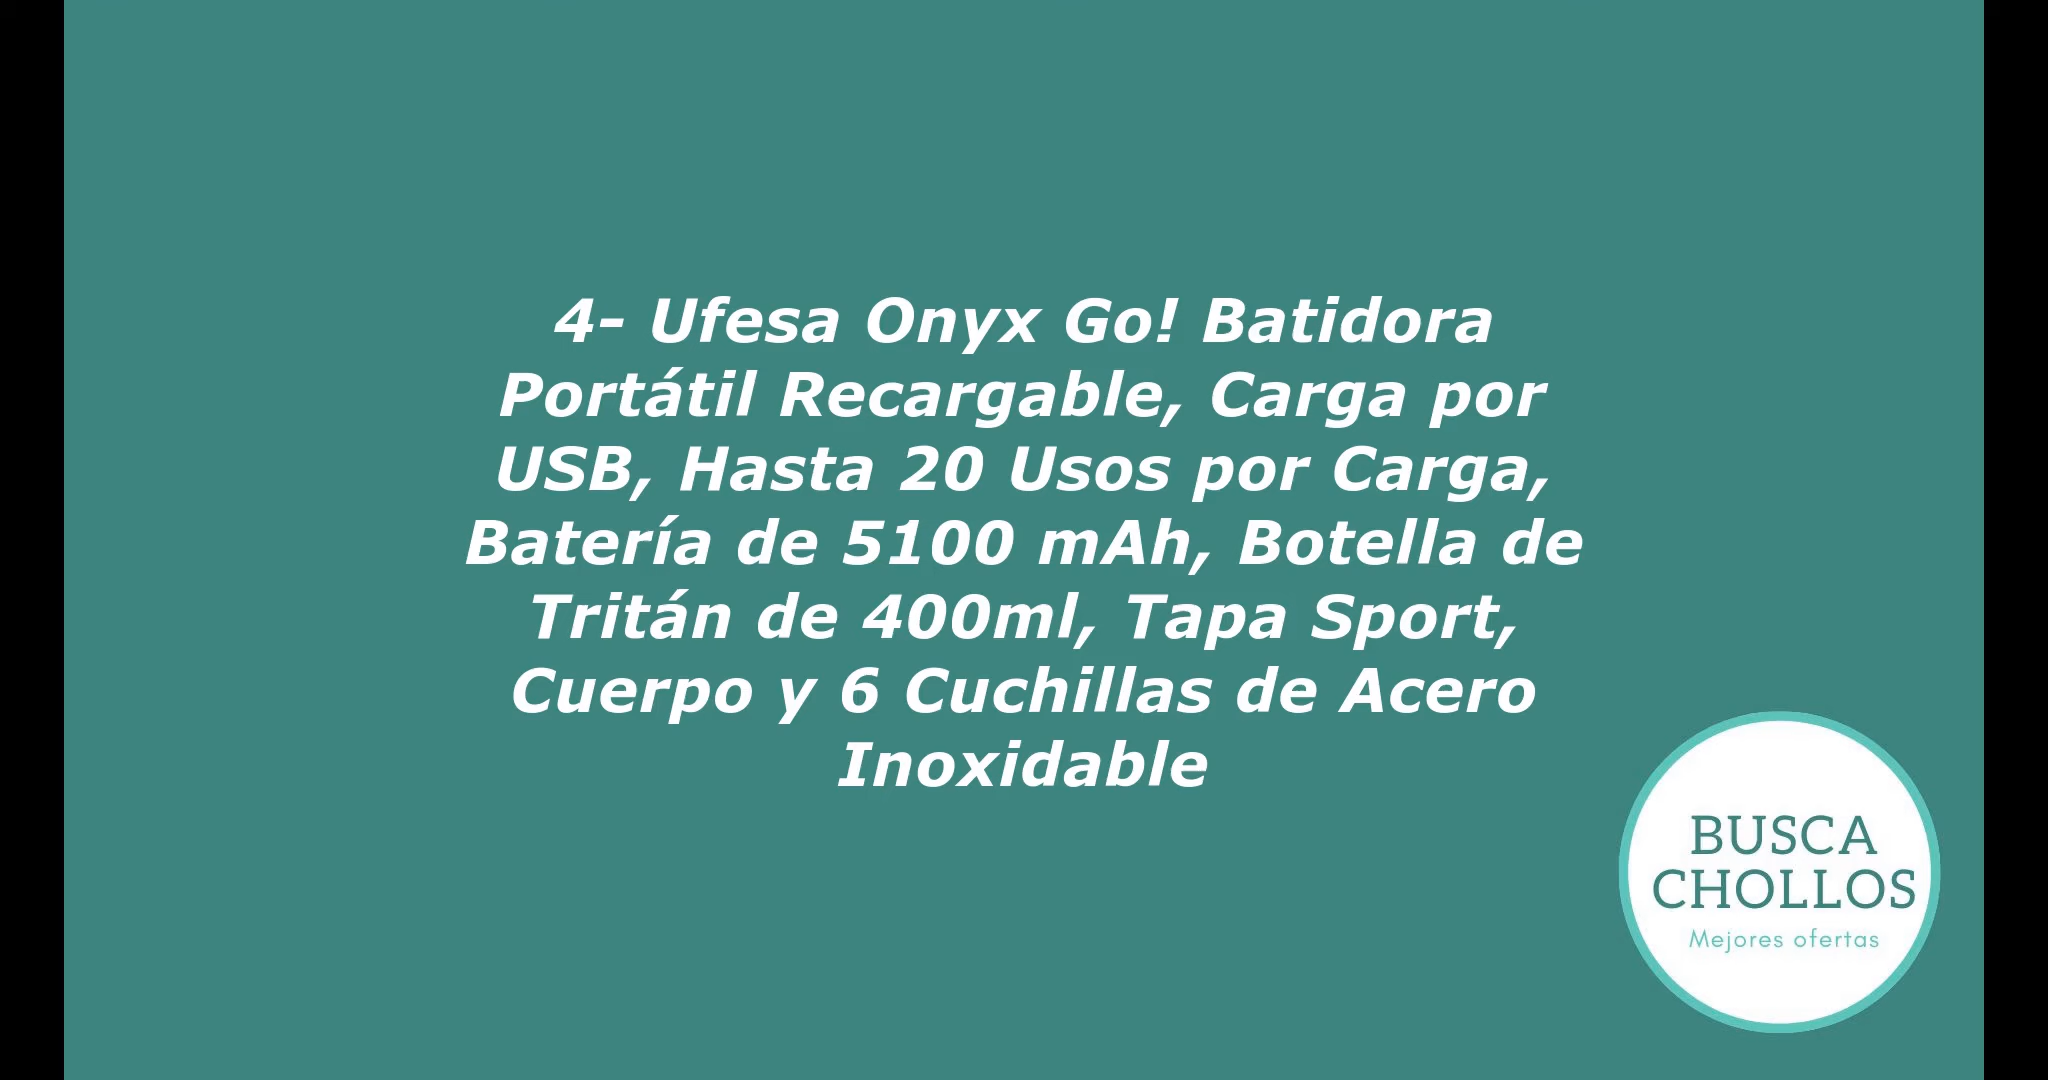 4- Ufesa Onyx Go! Batidora
Portátil Recargable, Carga por
USB, Hasta 20 Usos por Carga,
Batería de 5100 mAh, Botella de
Tritán de 400ml, Tapa Sport,
Cuerpo y 6 Cuchillas de Acero
Inoxidable
BUSCA
CHOLLOS
Mejores ofertas